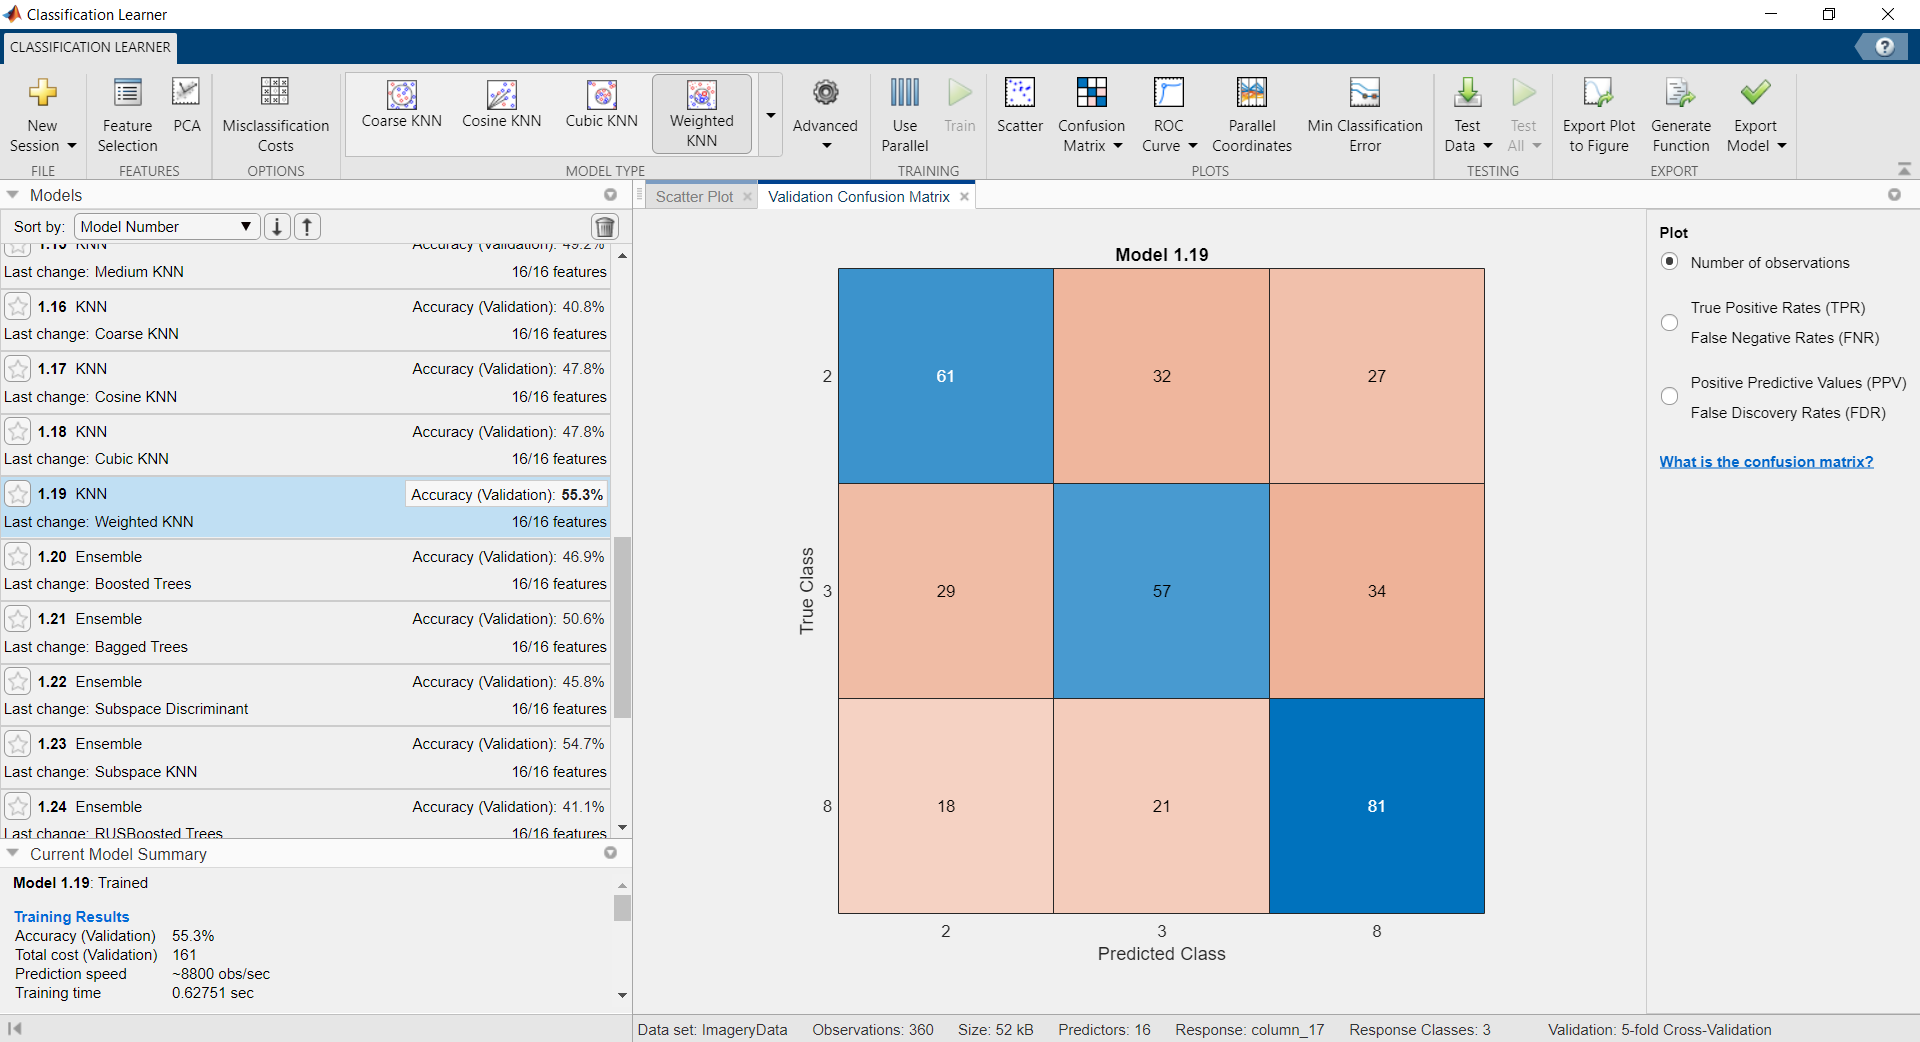 Classification Learner
CLASSIFICATION LEARNER
?
New Session
FILE
Feature Selection
PCA
FEATURES
Misclassification Costs
OPTIONS
Coarse KNN
Cosine KNN
Cubic KNN
Weighted KNN
Advanced
MODEL TYPE
Use Parallel
Train
TRAINING
Scatter
Confusion Matrix
ROC Curve
Parallel Coordinates
Min Classification Error
PLOTS
Test Data
Test All
TESTING
Export Plot to Figure
Generate Function
Export Model
EXPORT
Models
Sort by: Model Number
1.15 KNN Accuracy (Validation): 49.2%
Last change: Medium KNN 16/16 features
1.16 KNN Accuracy (Validation): 40.8%
Last change: Coarse KNN 16/16 features
1.17 KNN Accuracy (Validation): 47.8%
Last change: Cosine KNN 16/16 features
1.18 KNN Accuracy (Validation): 47.8%
Last change: Cubic KNN 16/16 features
1.19 KNN Accuracy (Validation): 55.3%
Last change: Weighted KNN 16/16 features
1.20 Ensemble Accuracy (Validation): 46.9%
Last change: Boosted Trees 16/16 features
1.21 Ensemble Accuracy (Validation): 50.6%
Last change: Bagged Trees 16/16 features
1.22 Ensemble Accuracy (Validation): 45.8%
Last change: Subspace Discriminant 16/16 features
1.23 Ensemble Accuracy (Validation): 54.7%
Last change: Subspace KNN 16/16 features
1.24 Ensemble Accuracy (Validation): 41.1%
Last change: RUSBoosted Trees 16/16 features
Current Model Summary
Model 1.19: Trained
Training Results
Accuracy (Validation) 55.3%
Total cost (Validation) 161
Prediction speed ~8800 obs/sec
Training time 0.62751 sec
Scatter Plot
Validation Confusion Matrix
Model 1.19
True Class
2 61 32 27
3 29 57 34
8 18 21 81
2 3 8
Predicted Class
Plot
Number of observations
True Positive Rates (TPR)
False Negative Rates (FNR)
Positive Predictive Values (PPV)
False Discovery Rates (FDR)
What is the confusion matrix?
Data set: ImageryData Observations: 360 Size: 52 kB Predictors: 16 Response: column_17 Response Classes: 3 Validation: 5-fold Cross-Validation